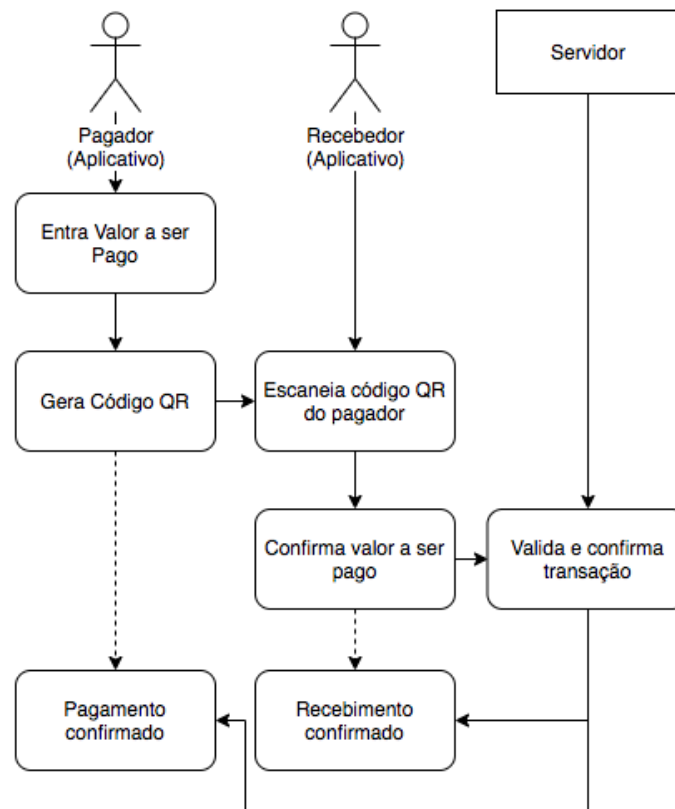 Pagador
(Aplicativo)
Recebedor
(Aplicativo)
Servidor
Entra Valor a ser
Pago
Gera Código QR
Escaneia código QR
do pagador
Confirma valor a ser
pago
Valida e confirma
transação
Pagamento
confirmado
Recebimento
confirmado